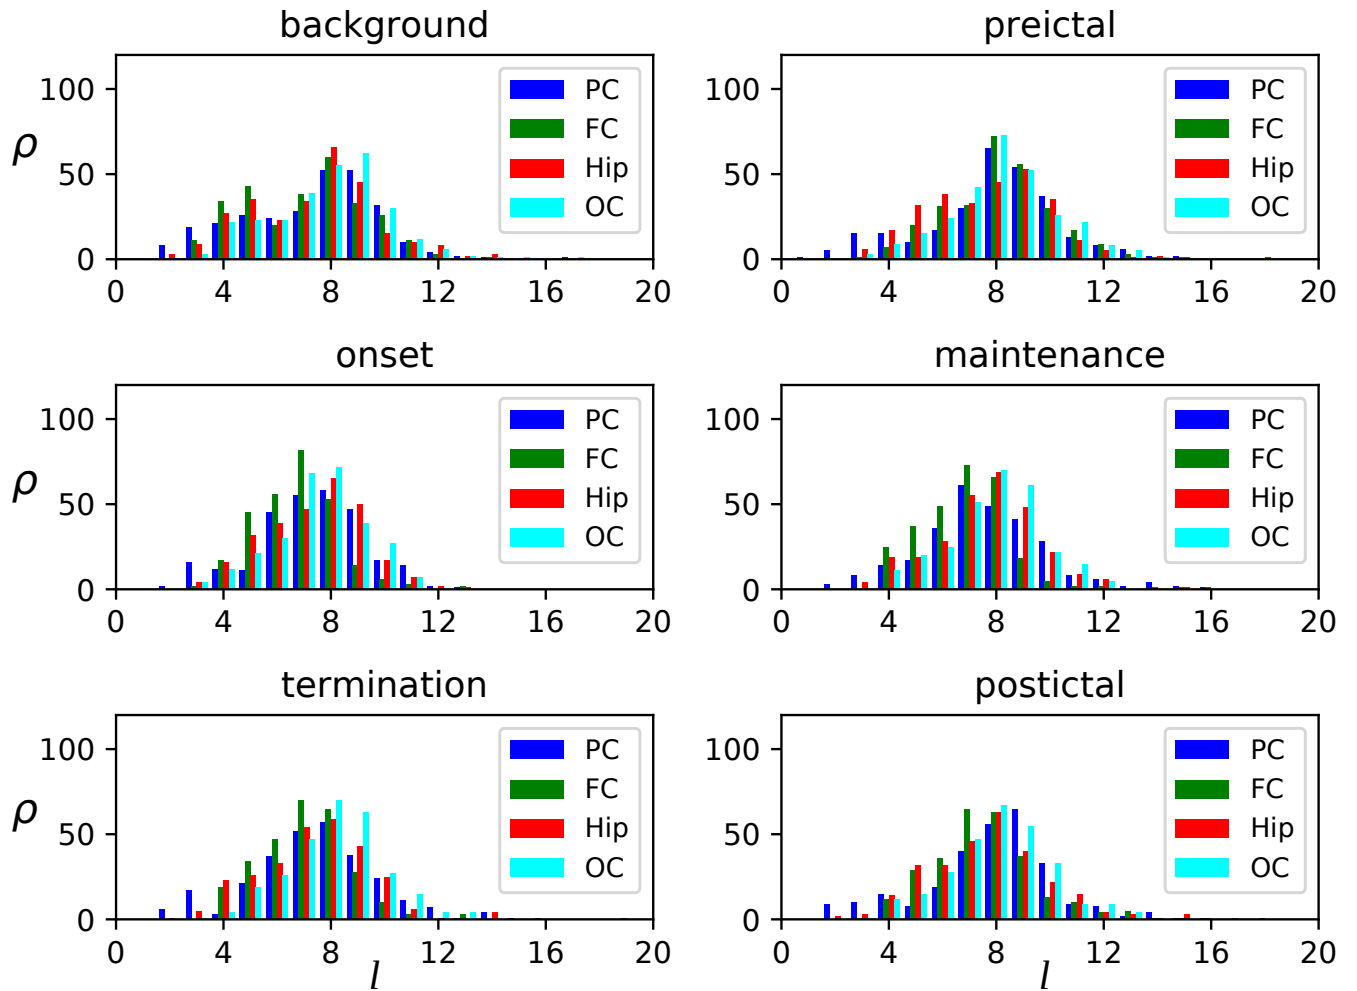 background
preictal
ρ
100
50
0
0 4 8 12 16 20
PC
FC
Hip
OC
100
50
0
0 4 8 12 16 20
PC
FC
Hip
OC
onset
maintenance
ρ
100
50
0
0 4 8 12 16 20
PC
FC
Hip
OC
100
50
0
0 4 8 12 16 20
PC
FC
Hip
OC
termination
postictal
ρ
100
50
0
0 4 8 12 16 20
l
PC
FC
Hip
OC
100
50
0
0 4 8 12 16 20
l
PC
FC
Hip
OC